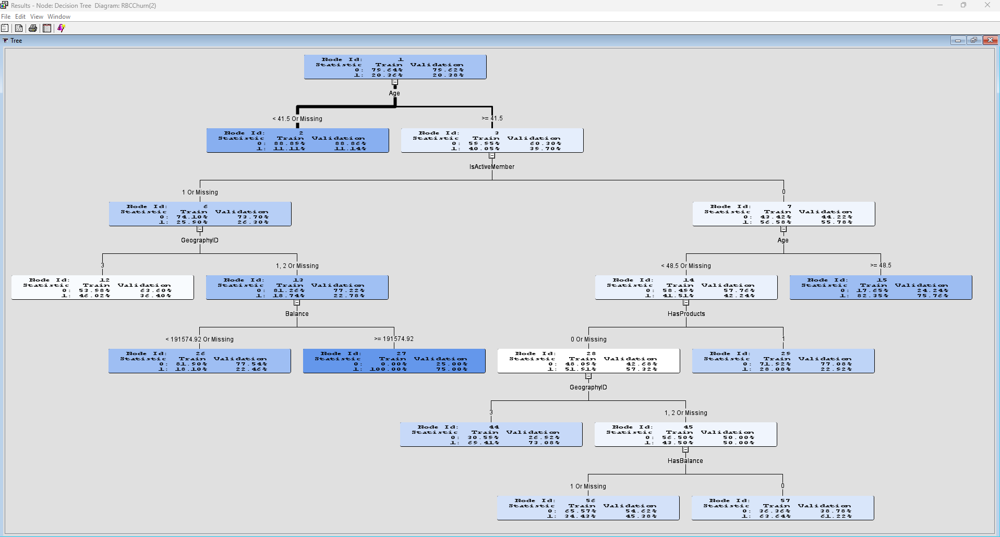 Results - Node: Decision Tree  Diagram: RBCChurn(2)
File  Edit  View  Window
Tree
Node Id: 1
Statistic Train Validation
0: 79.64% 79.62%
1: 20.36% 20.38%
Age
< 41.5 Or Missing
>= 41.5
Node Id: 2
Statistic Train Validation
0: 88.89% 88.86%
1: 11.11% 11.14%
Node Id: 3
Statistic Train Validation
0: 59.95% 60.30%
1: 40.05% 39.70%
IsActiveMember
1 Or Missing
0
Node Id: 6
Statistic Train Validation
0: 74.10% 73.70%
1: 25.90% 26.30%
Node Id: 7
Statistic Train Validation
0: 43.42% 44.22%
1: 56.58% 55.78%
GeographyID
Age
3
1, 2 Or Missing
< 48.5 Or Missing
>= 48.5
Node Id: 12
Statistic Train Validation
0: 53.98% 63.60%
1: 46.02% 36.40%
Node Id: 13
Statistic Train Validation
0: 81.26% 77.22%
1: 18.74% 22.78%
Node Id: 14
Statistic Train Validation
0: 58.49% 57.76%
1: 41.51% 42.24%
Node Id: 15
Statistic Train Validation
0: 17.65% 24.24%
1: 82.35% 75.76%
Balance
HasProducts
< 191574.92 Or Missing
>= 191574.92
0 Or Missing
1
Node Id: 26
Statistic Train Validation
0: 81.90% 77.54%
1: 18.10% 22.46%
Node Id: 27
Statistic Train Validation
0: 0.00% 25.00%
1: 100.00% 75.00%
Node Id: 28
Statistic Train Validation
0: 48.09% 42.68%
1: 51.91% 57.32%
Node Id: 29
Statistic Train Validation
0: 71.92% 77.08%
1: 28.08% 22.92%
GeographyID
3
1, 2 Or Missing
Node Id: 44
Statistic Train Validation
0: 30.59% 26.92%
1: 69.41% 73.08%
Node Id: 45
Statistic Train Validation
0: 56.50% 50.00%
1: 43.50% 50.00%
HasBalance
1 Or Missing
0
Node Id: 56
Statistic Train Validation
0: 65.57% 54.62%
1: 34.43% 45.38%
Node Id: 57
Statistic Train Validation
0: 36.36% 38.78%
1: 63.64% 61.22%